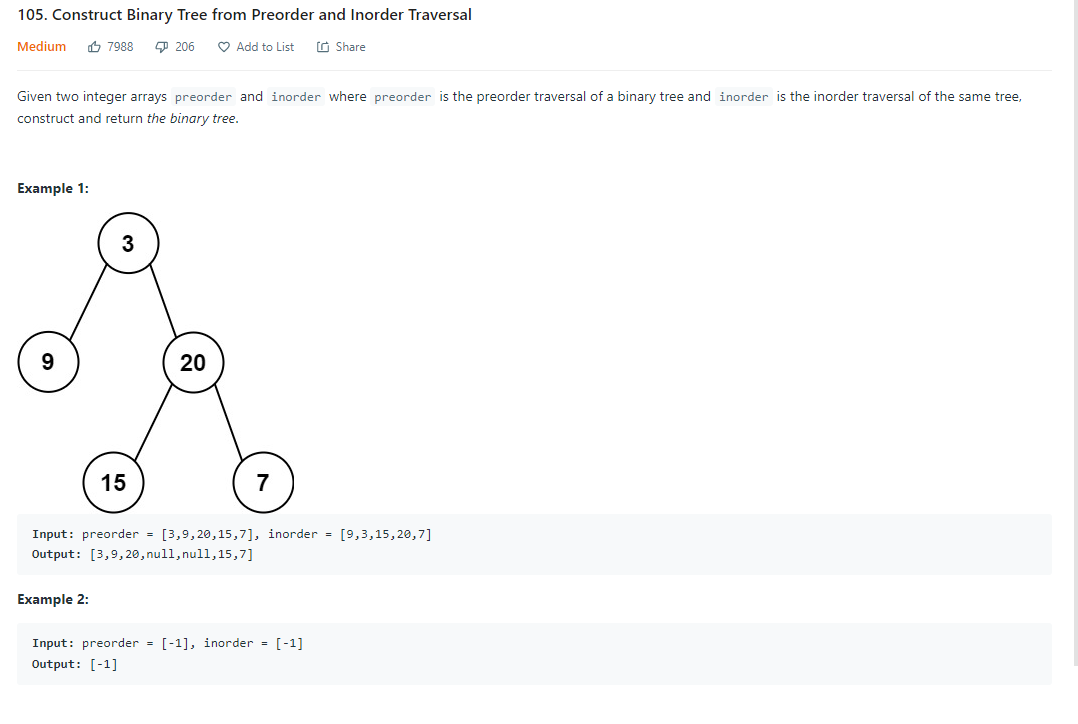 105. Construct Binary Tree from Preorder and Inorder Traversal
Medium 7988 206 Add to List Share
Given two integer arrays preorder and inorder where preorder is the preorder traversal of a binary tree and inorder is the inorder traversal of the same tree,
construct and return the binary tree.
Example 1:
3
9 20
15 7
Input: preorder = [3,9,20,15,7], inorder = [9,3,15,20,7]
Output: [3,9,20,null,null,15,7]
Example 2:
Input: preorder = [-1], inorder = [-1]
Output: [-1]